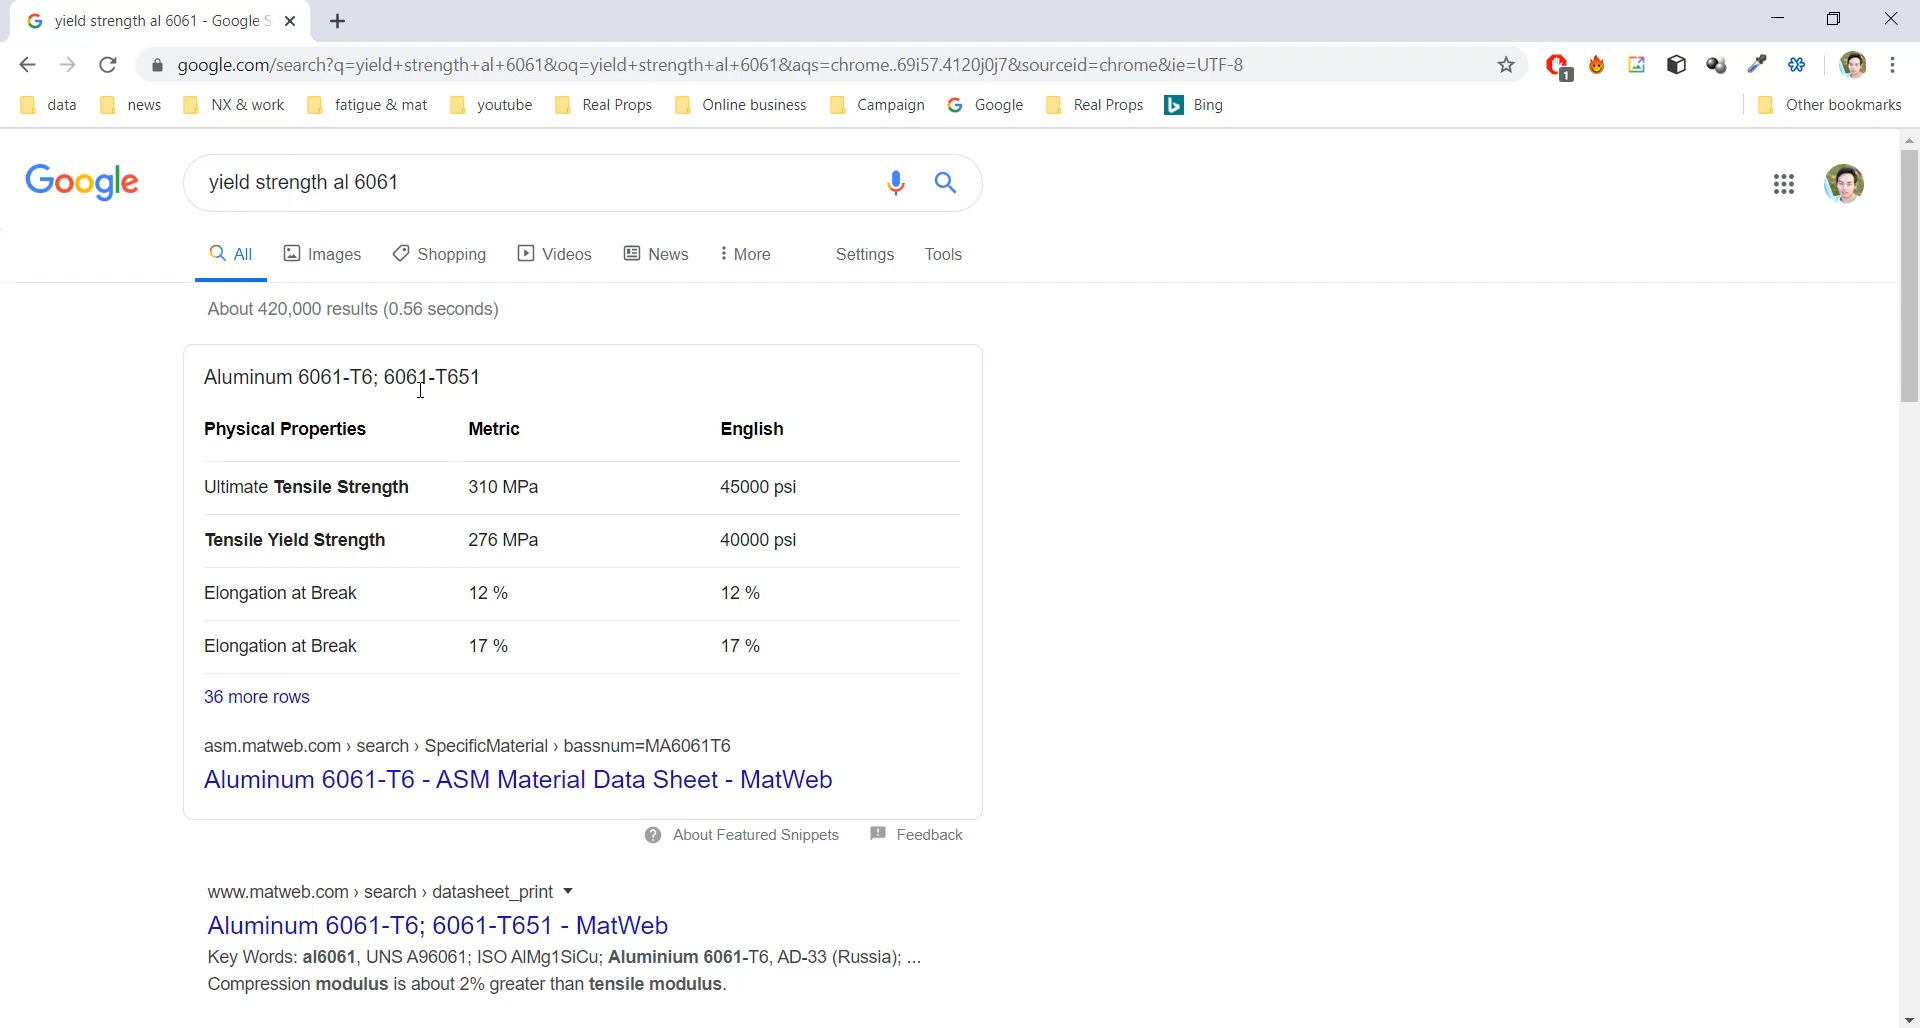 yield strength al 6061 - Google S
google.com/search?q=yield+strength+al+6061&oq=yield+strength+al+6061&aqs=chrome..69i57.4120j0j7&sourceid=chrome&ie=UTF-8
1
data news NX & work fatigue & mat youtube Real Props Online business Campaign Google Real Props Bing Other bookmarks
Google yield strength al 6061
All Images Shopping Videos News More Settings Tools
About 420,000 results (0.56 seconds)
Aluminum 6061-T6; 6061-T651
Physical Properties Metric English
Ultimate Tensile Strength 310 MPa 45000 psi
Tensile Yield Strength 276 MPa 40000 psi
Elongation at Break 12 % 12 %
Elongation at Break 17 % 17 %
36 more rows
asm.matweb.com › search › SpecificMaterial › bassnum=MA6061T6
Aluminum 6061-T6 - ASM Material Data Sheet - MatWeb
About Featured Snippets Feedback
www.matweb.com › search › datasheet_print
Aluminum 6061-T6; 6061-T651 - MatWeb
Key Words: al6061, UNS A96061; ISO AlMg1SiCu; Aluminium 6061-T6, AD-33 (Russia); ...
Compression modulus is about 2% greater than tensile modulus.